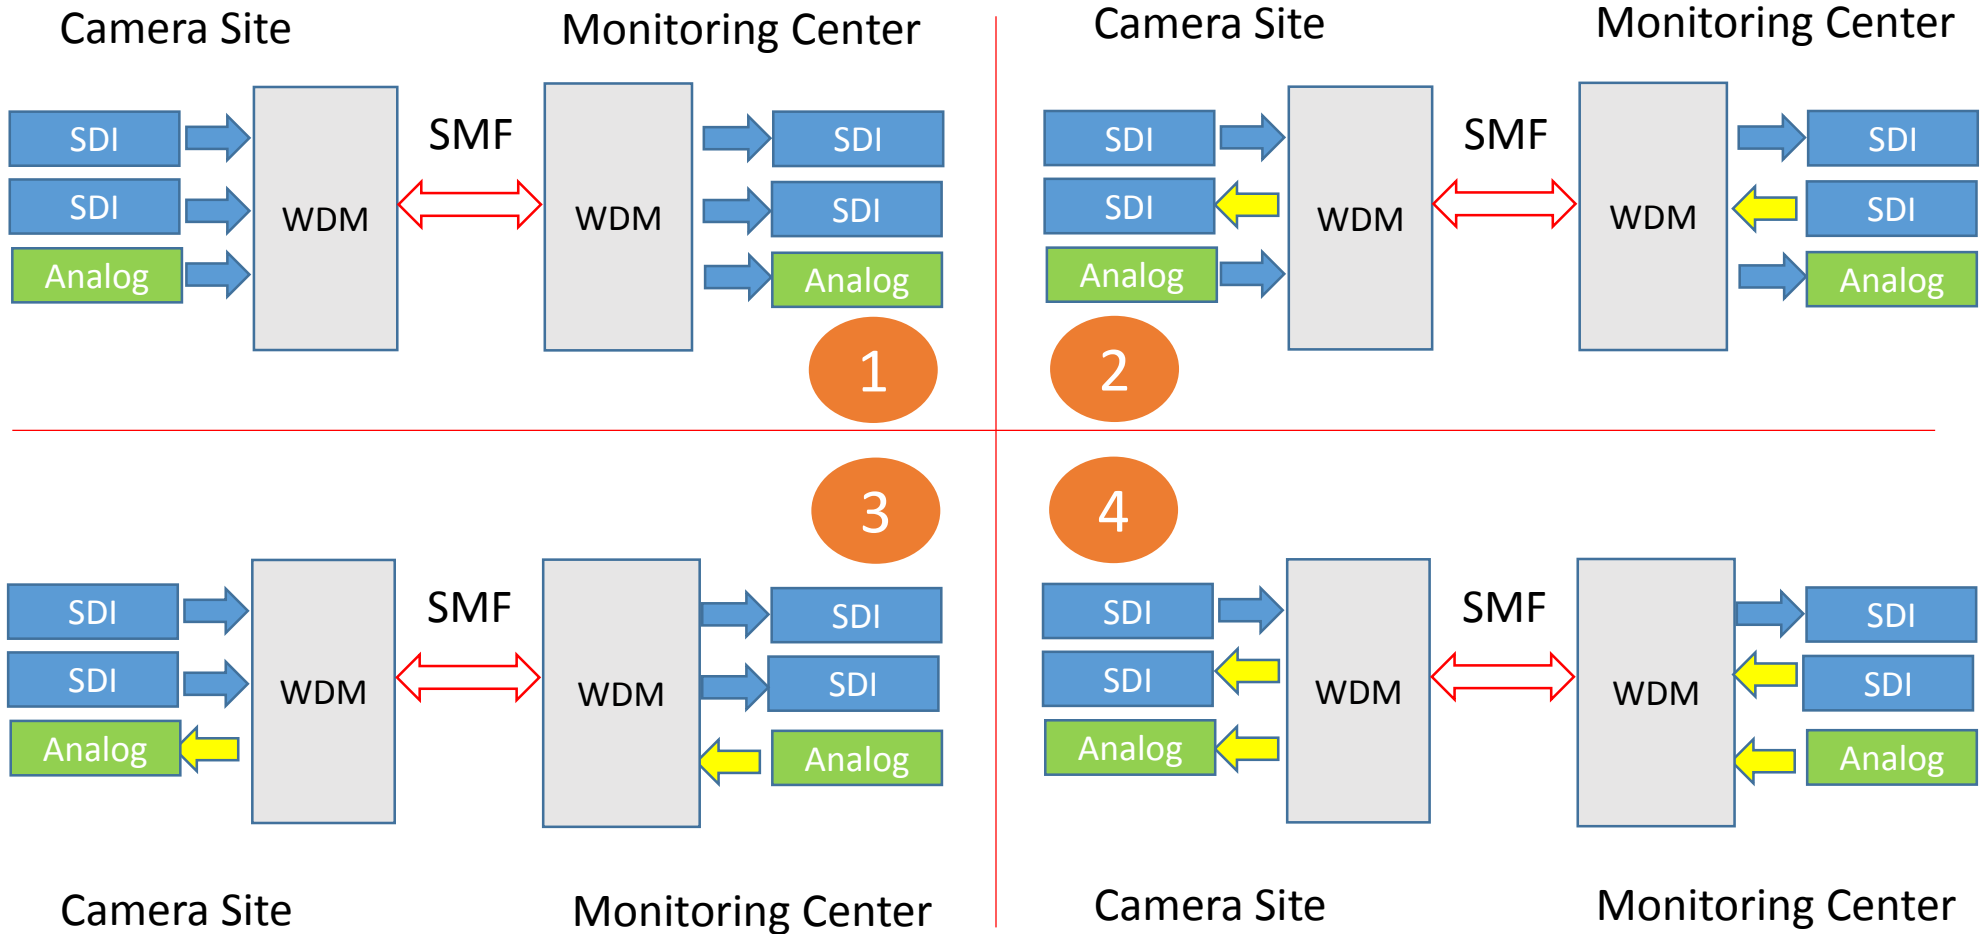 Camera Site
Monitoring Center
SDI
SDI
Analog
WDM
SMF
WDM
SDI
SDI
Analog
1
Camera Site
Monitoring Center
SDI
SDI
Analog
WDM
SMF
WDM
SDI
SDI
Analog
2
3
SDI
SDI
Analog
WDM
SMF
WDM
SDI
SDI
Analog
Camera Site
Monitoring Center
4
SDI
SDI
Analog
WDM
SMF
WDM
SDI
SDI
Analog
Camera Site
Monitoring Center